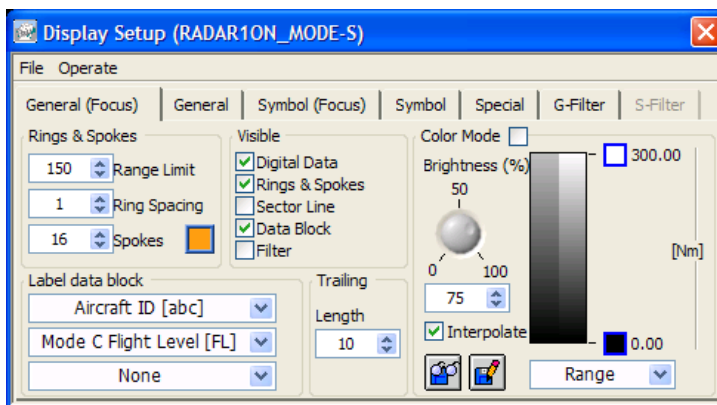 Display Setup (RADAR1ON_MODE-S)
File Operate
General (Focus) General Symbol (Focus) Symbol Special G-Filter S-Filter
Rings & Spokes
150 Range Limit
1 Ring Spacing
16 Spokes
Visible
Digital Data
Rings & Spokes
Sector Line
Data Block
Filter
Label data block
Aircraft ID [abc]
Mode C Flight Level [FL]
None
Trailing
Length
10
Color Mode
Brightness (%)
50
0 100
75
Interpolate
300.00
[Nm]
0.00
Range